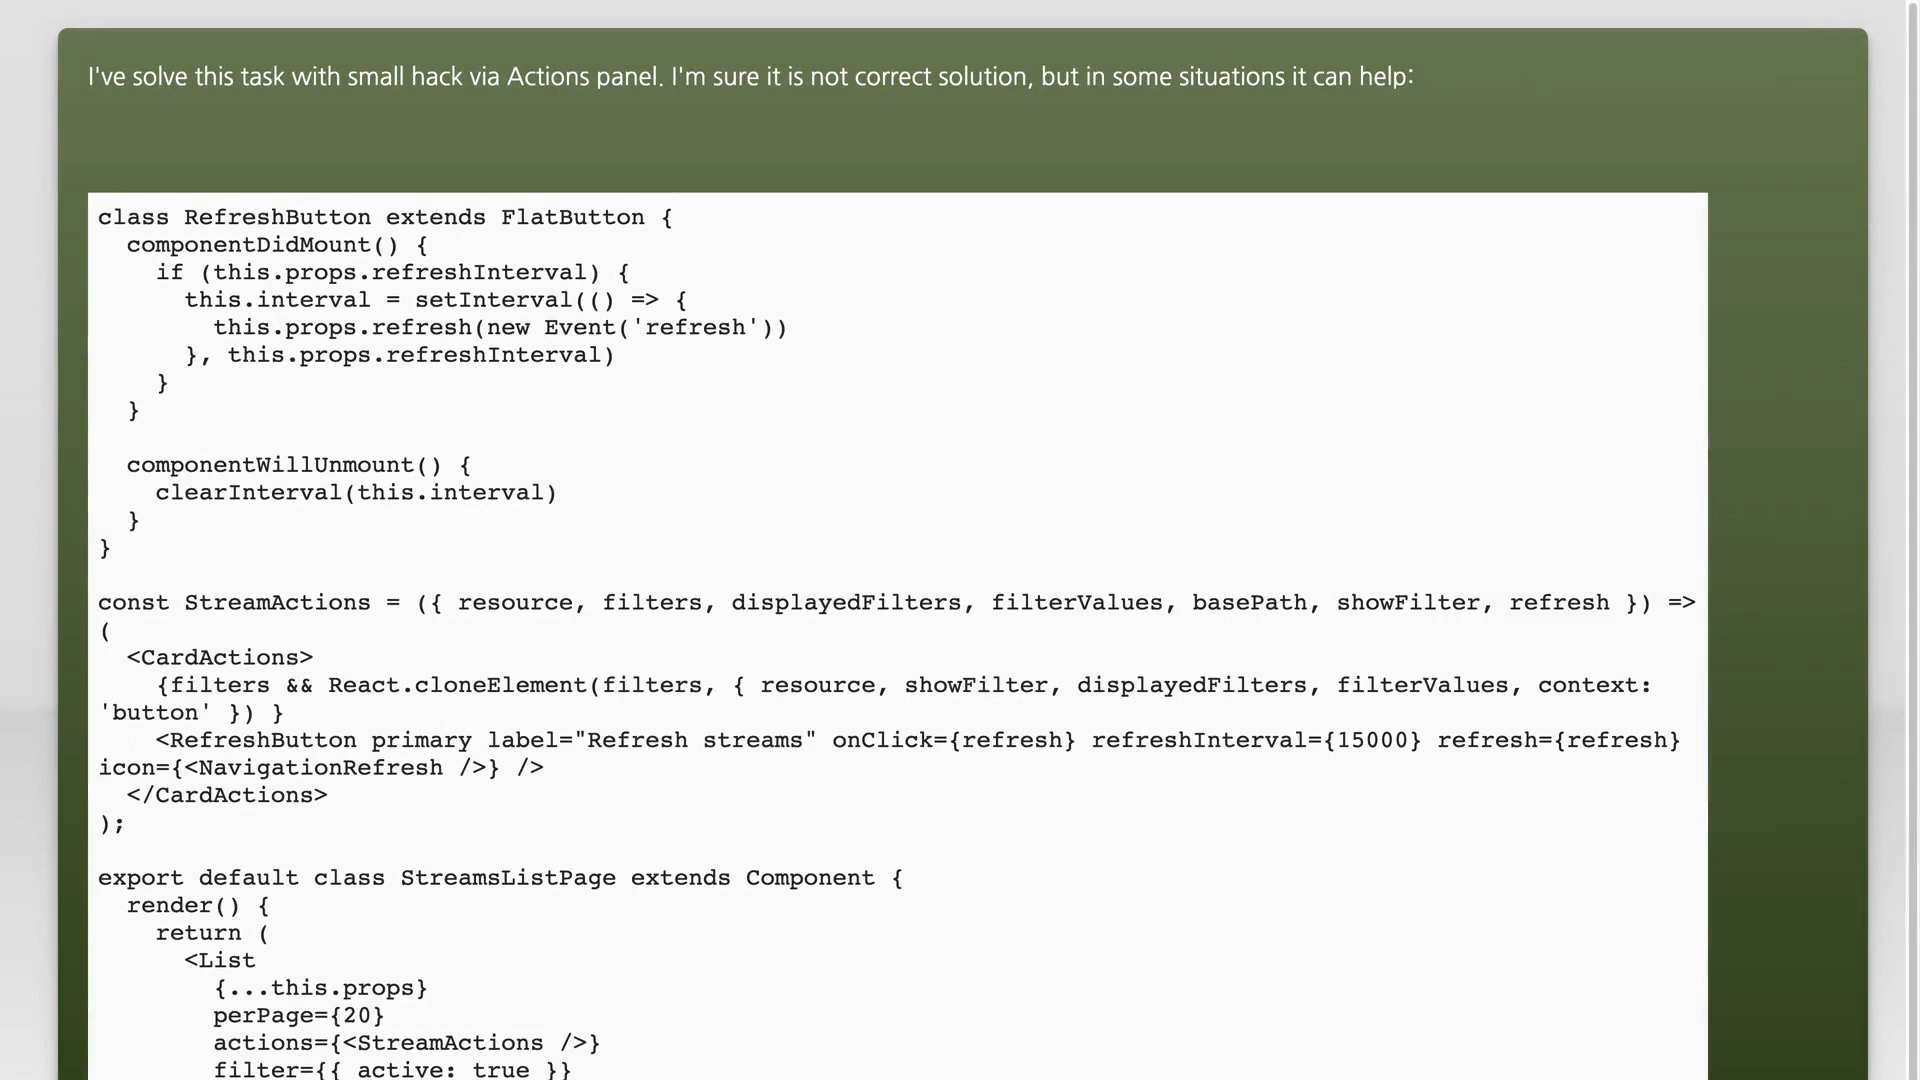 I've solve this task with small hack via Actions panel. I'm sure it is not correct solution, but in some situations it can help:
class RefreshButton extends FlatButton {
  componentDidMount() {
    if (this.props.refreshInterval) {
      this.interval = setInterval(() => {
        this.props.refresh(new Event('refresh'))
      }, this.props.refreshInterval)
    }
  }

  componentWillUnmount() {
    clearInterval(this.interval)
  }
}

const StreamActions = ({ resource, filters, displayedFilters, filterValues, basePath, showFilter, refresh }) =>
(
  <CardActions>
    {filters && React.cloneElement(filters, { resource, showFilter, displayedFilters, filterValues, context:
'button' }) }
    <RefreshButton primary label="Refresh streams" onClick={refresh} refreshInterval={15000} refresh={refresh}
icon={<NavigationRefresh />} />
  </CardActions>
);

export default class StreamsListPage extends Component {
  render() {
    return (
      <List
        {...this.props}
        perPage={20}
        actions={<StreamActions />}
        filter={{ active: true }}